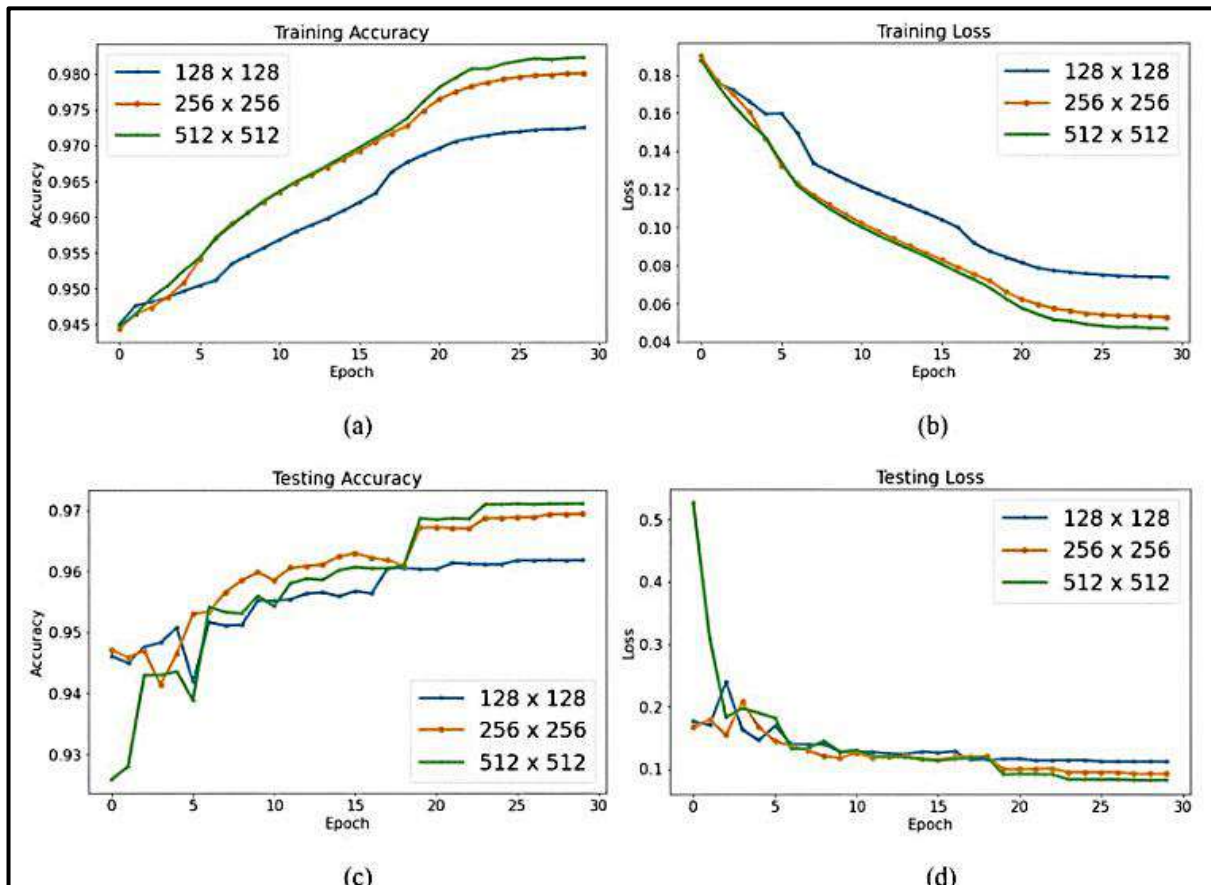 Training Accuracy
128 x 128
256 x 256
512 x 512
Accuracy
0.980
0.975
0.970
0.965
0.960
0.955
0.950
0.945
0 5 10 15 20 25 30
Epoch
(a)
Training Loss
128 x 128
256 x 256
512 x 512
Loss
0.18
0.16
0.14
0.12
0.10
0.08
0.06
0.04
0 5 10 15 20 25 30
Epoch
(b)
Testing Accuracy
128 x 128
256 x 256
512 x 512
Accuracy
0.97
0.96
0.95
0.94
0.93
0 5 10 15 20 25 30
Epoch
(c)
Testing Loss
128 x 128
256 x 256
512 x 512
Loss
0.5
0.4
0.3
0.2
0.1
0 5 10 15 20 25 30
Epoch
(d)